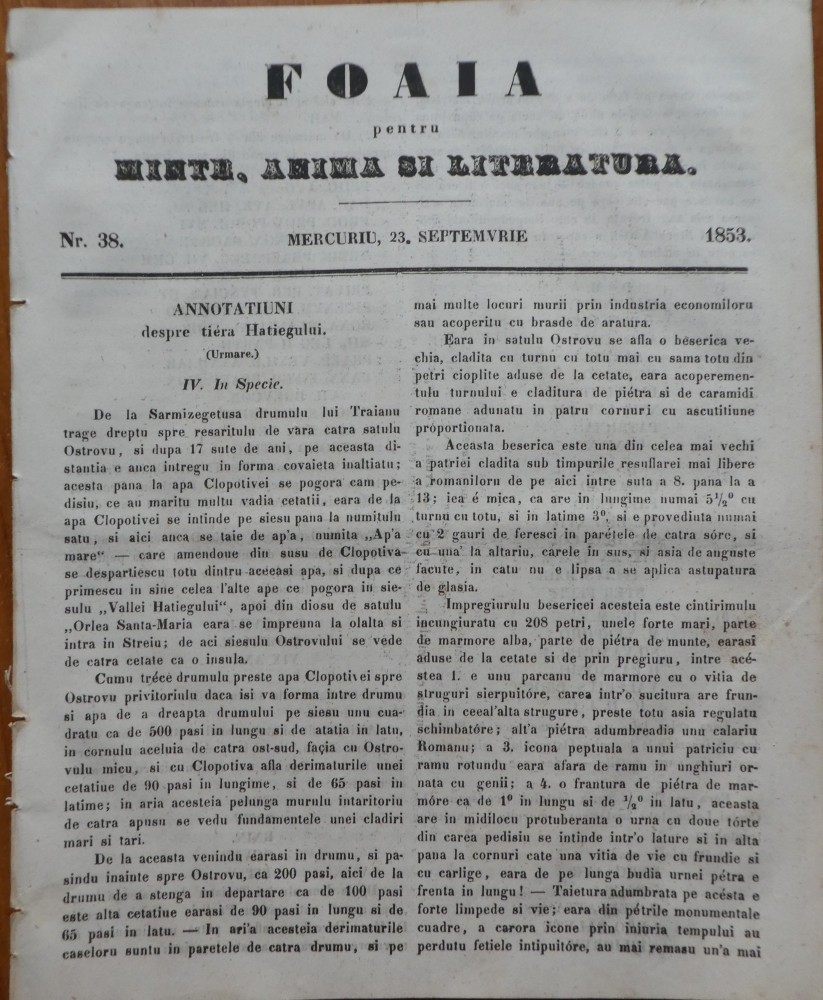 FOAIA
pentru
MINTE, ANIMA SI LITERATURA.
Nr. 38.
MERCURIU, 23. SEPTEMVRIE
1853.
ANNOTATIUNI
despre tiéra Hatiegului.
(Urmare.)
IV. In Specie.
De la Sarmizegetusa drumulu lui Traianu
trage dreptu spre resaritulu de vara catra satulu
Ostrovu, si dupa 17 sute de ani, pe aceasta di-
stantia e anca intregu in forma covaieta inaltiatu;
acesta pana la apa Clopotivei se pogora cam pe-
disiu, ce au maritu multu vadia cetatii, eara de la
apa Clopotivei se intinde pe siesu pana la numitulu
satu, si aici anca se taie de ap'a, numita „Ap'a
mare“ — care amendoue din susu de Clopotiva
se despartiescu totu dintru aceeasi apa, si dupa ce
primescu in sine celea l'alte ape ce pogora in sie-
sulu „Vallei Hatiegului“, apoi din diosu de satulu
„Orlea Santa-Maria eara se impreuna la olalta si
intra in Streiu; de aci siesulu Ostrovului se vede
de catra cetate ca o insula.
Cumu tréce drumulu preste apa Clopotivei spre
Ostrovu privitoriulu daca isi va forma intre drumu
si apa de a dreapta drumului pe siesu unu cua-
dratu ca de 500 pasi in lungu si de atatia in latu,
in cornulu aceluia de catra ost-sud, façia cu Ostro-
vulu micu, si cu Clopotiva afla derimaturile unei
cetatiue de 90 pasi in lungime, si de 65 pasi in
latime; in aria acesteia pelunga murulu intaritoriu
de catra apusu se vedu fundamentele unei cladiri
mari si tari.
De la aceasta venindu earasi in drumu, si pa-
sindu inainte spre Ostrovu, ca 200 pasi, aici de la
drumu de a stenga in departare ca de 100 pasi
este alta cetatiue earasi de 90 pasi in lungu si de
65 pasi in latu. — In ari'a acesteia derimaturile
caseloru suntu in paretele de catra drumu, si pe
mai multe locuri murii prin industria economiloru
sau acoperitu cu brasde de aratura.
Eara in satulu Ostrovu se afla o beserica ve-
chia, cladita cu turnu cu totu mai cu sama totu din
petri cioplite aduse de la cetate, eara acoperemen-
tulu turnului e claditura de piétra si de caramidi
romane adunatu in patru cornuri cu ascutitiune
próportionata.
Aceasta beserica este una din celea mai vechi
a patriei cladita sub timpurile resuflarei mai libere
a romaniloru de pe aici intre suta a 8. pana la a
13; iea é mica, ca are in lungime numai 5½⁰ cu
turnu cu totu, si in latime 3⁰, si e provediuta numai
cu 2 gauri de feresci in parétele de catra sóre, si
cu una' la altariu, carele in sus, si asia de anguste
facute, in catu nu e lipsa a se aplica astupatura
de glasia.
Impregiurulu besericei acesteia este cintirimulu
incungiuratu cu 208 petri, unele forte mari, parte
de marmore alba, parte de piétra de munte, earasi
aduse de la cetate si de prin pregiuru, intre acé-
stea 1. e unu parcanu de marmore cu o vitia de
struguri sierpuitóre, carea intr'o sucitura are frun-
dia in ceeal'alta strugure, preste totu asia regulatu
schimbatóre; alt'a piétra adumbreadia unu calariu
Romanu; a 3. icona peptuala a unui patriciu cu
ramu rotundu eara afara de ramu in unghiuri or-
nata cu genii; a 4. o frantura de piétra de mar-
móre ca de 1⁰ in lungu si de ½⁰ in latu, aceasta
are in midilocu protuberanta o urna cu doue tórte
din carea pedisiu se intinde intr'o lature si in alta
pana la cornuri cate una vitia de vie cu frundie si
cu carlige, eara de pe lunga budia urnei pétra e
frenta in lungu! — Taietura adumbrata pe acésta e
forte limpede si vie; eara din pétrile monumentale
cuadre, a carora icone prin iniuria tempului au
perdutu fetiele intipuitóre, au mai remasu un'a mai